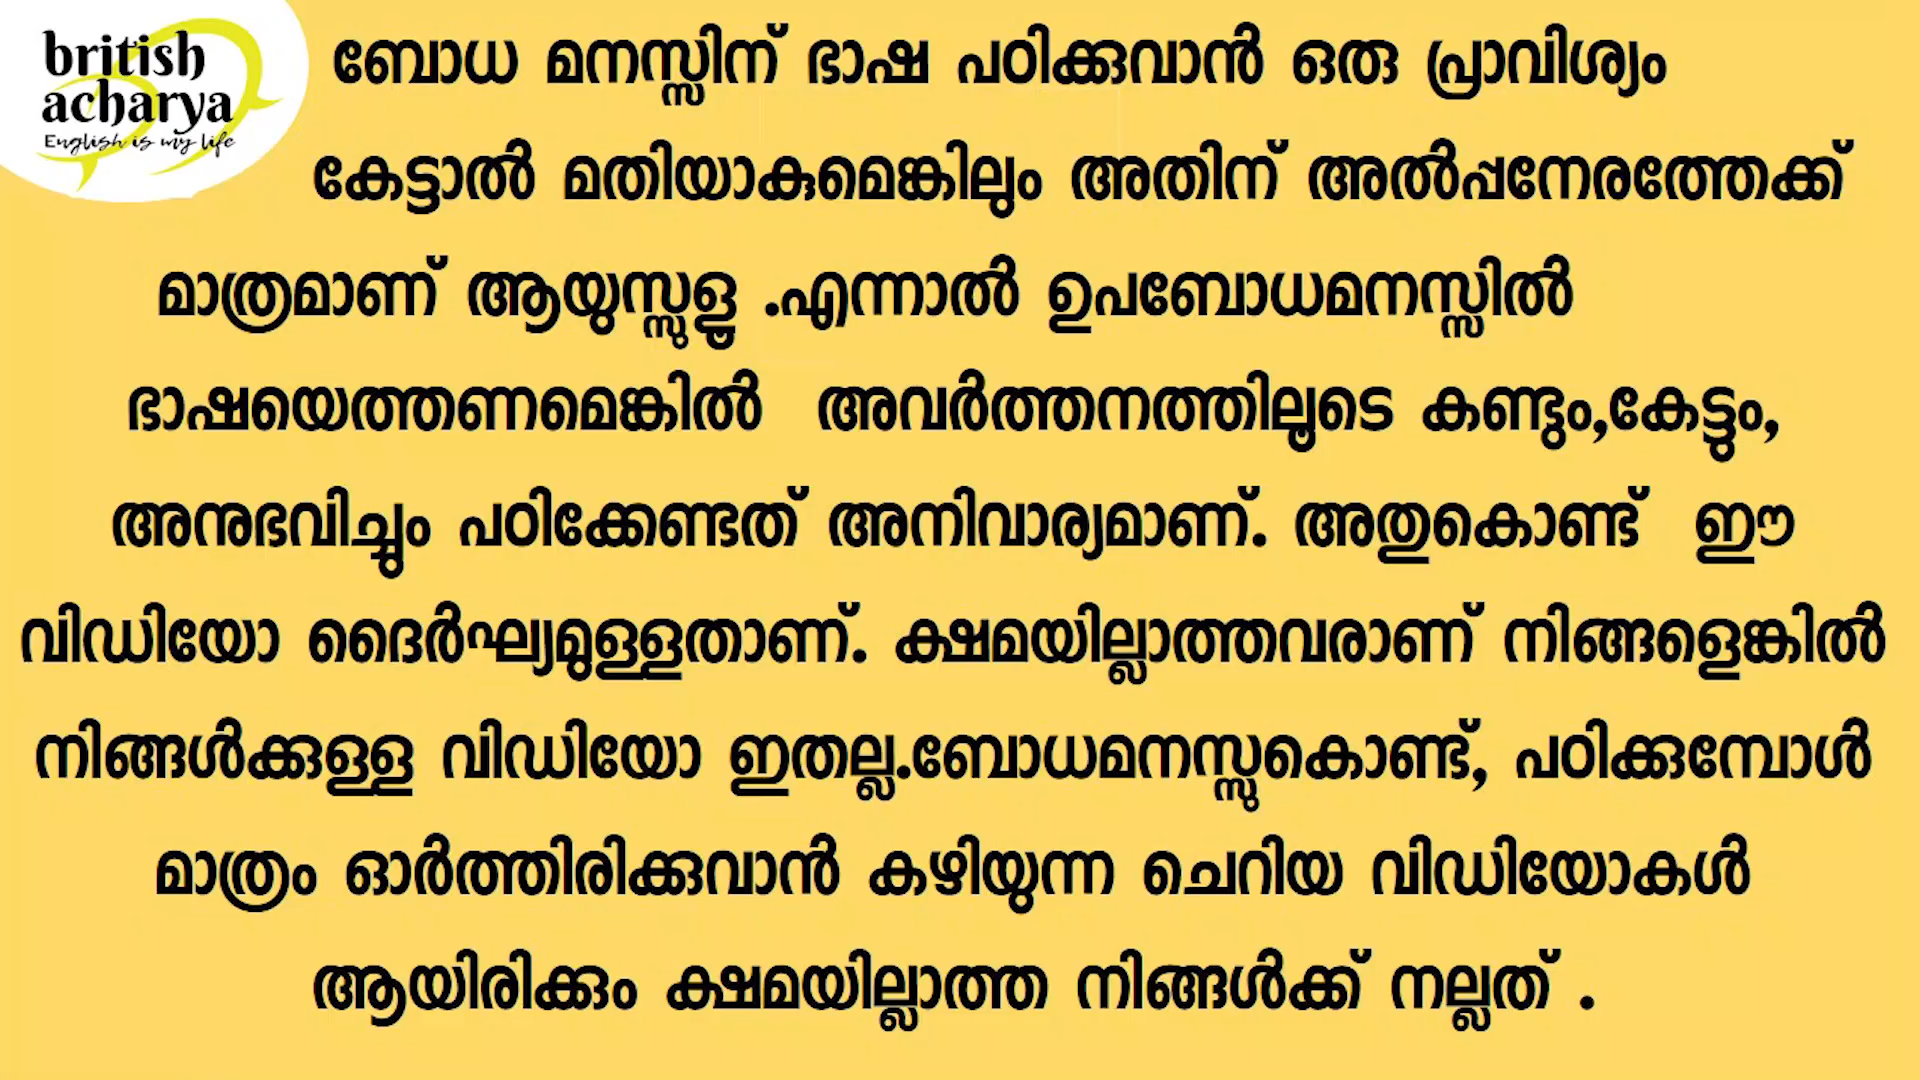 british
acharya
English is my life
ബോധ മനസ്സിന് ഭാഷ പഠിക്കുവാൻ ഒരു പ്രാവിശ്യം
കേട്ടാൽ മതിയാകുമെങ്കിലും അതിന് അൽപ്പനേരത്തേക്ക്
മാത്രമാണ് ആയുസ്സുളൂ .എന്നാൽ ഉപബോധമനസ്സിൽ
ഭാഷയെത്തണമെങ്കിൽ അവർത്തനത്തിലൂടെ കണ്ടും,കേട്ടും,
അനുഭവിച്ചും പഠിക്കേണ്ടത് അനിവാര്യമാണ്. അതുകൊണ്ട് ഈ
വിഡിയോ ദൈർഘ്യമുള്ളതാണ്. ക്ഷമയില്ലാത്തവരാണ് നിങ്ങളെങ്കിൽ
നിങ്ങൾക്കുള്ള വിഡിയോ ഇതല്ല.ബോധമനസ്സുകൊണ്ട്, പഠിക്കുമ്പോൾ
മാത്രം ഓർത്തിരിക്കുവാൻ കഴിയുന്ന ചെറിയ വിഡിയോകൾ
ആയിരിക്കും ക്ഷമയില്ലാത്ത നിങ്ങൾക്ക് നല്ലത് .